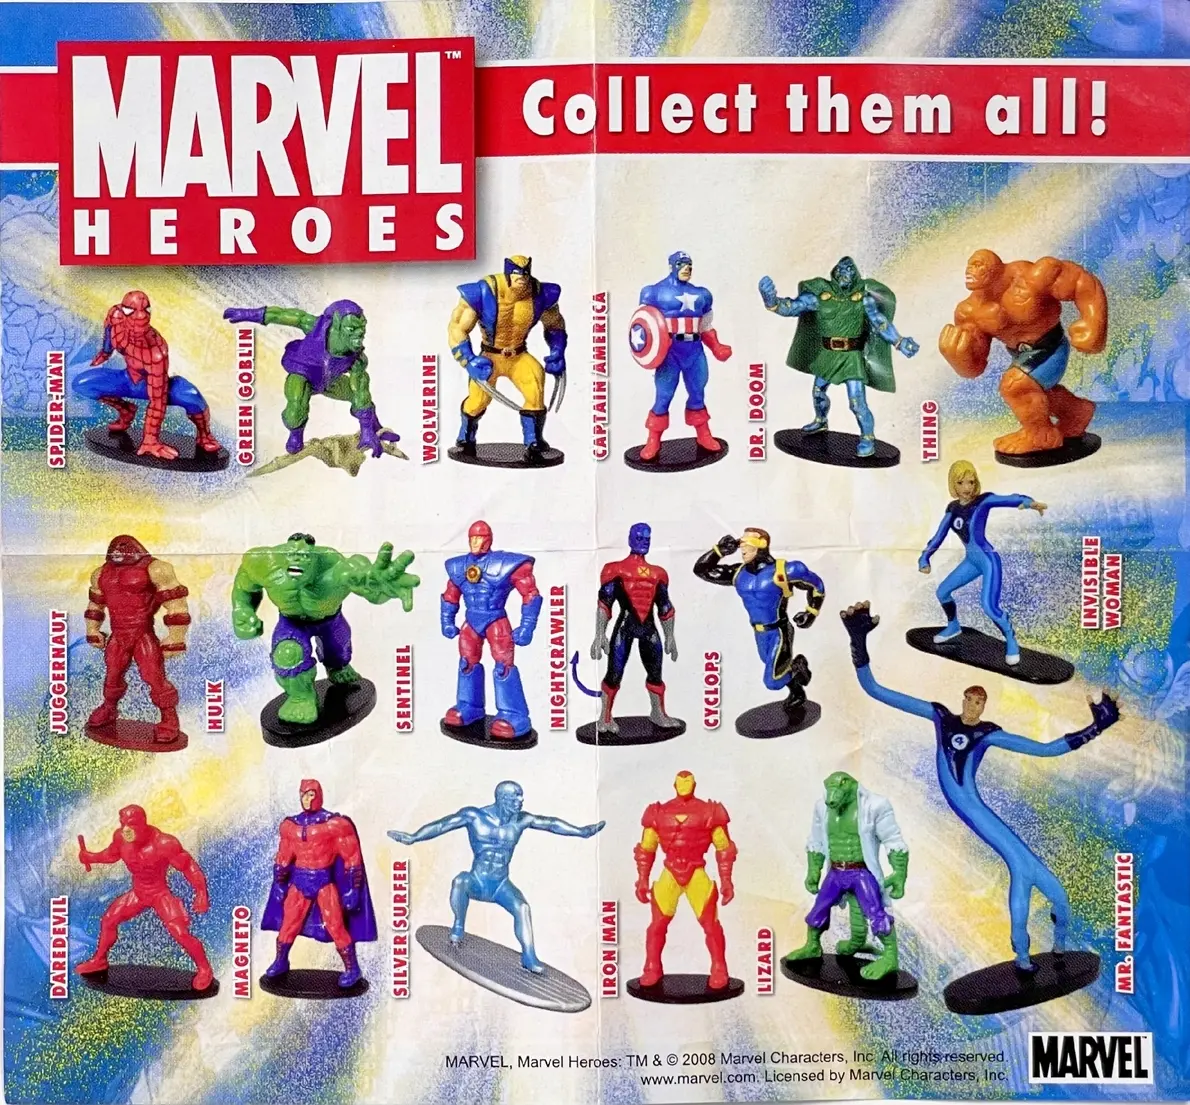 MARVEL™
HEROES
Collect them all!
SPIDER-MAN
GREEN GOBLIN
WOLVERINE
CAPTAIN AMERICA
DR. DOOM
THING
JUGGERNAUT
HULK
SENTINEL
NIGHTCRAWLER
CYCLOPS
INVISIBLE
WOMAN
DAREDEVIL
MAGNETO
SILVER SURFER
IRON MAN
LIZARD
MR. FANTASTIC
MARVEL, Marvel Heroes: TM & © 2008 Marvel Characters, Inc. All rights reserved.
www.marvel.com. Licensed by Marvel Characters, Inc.
MARVEL